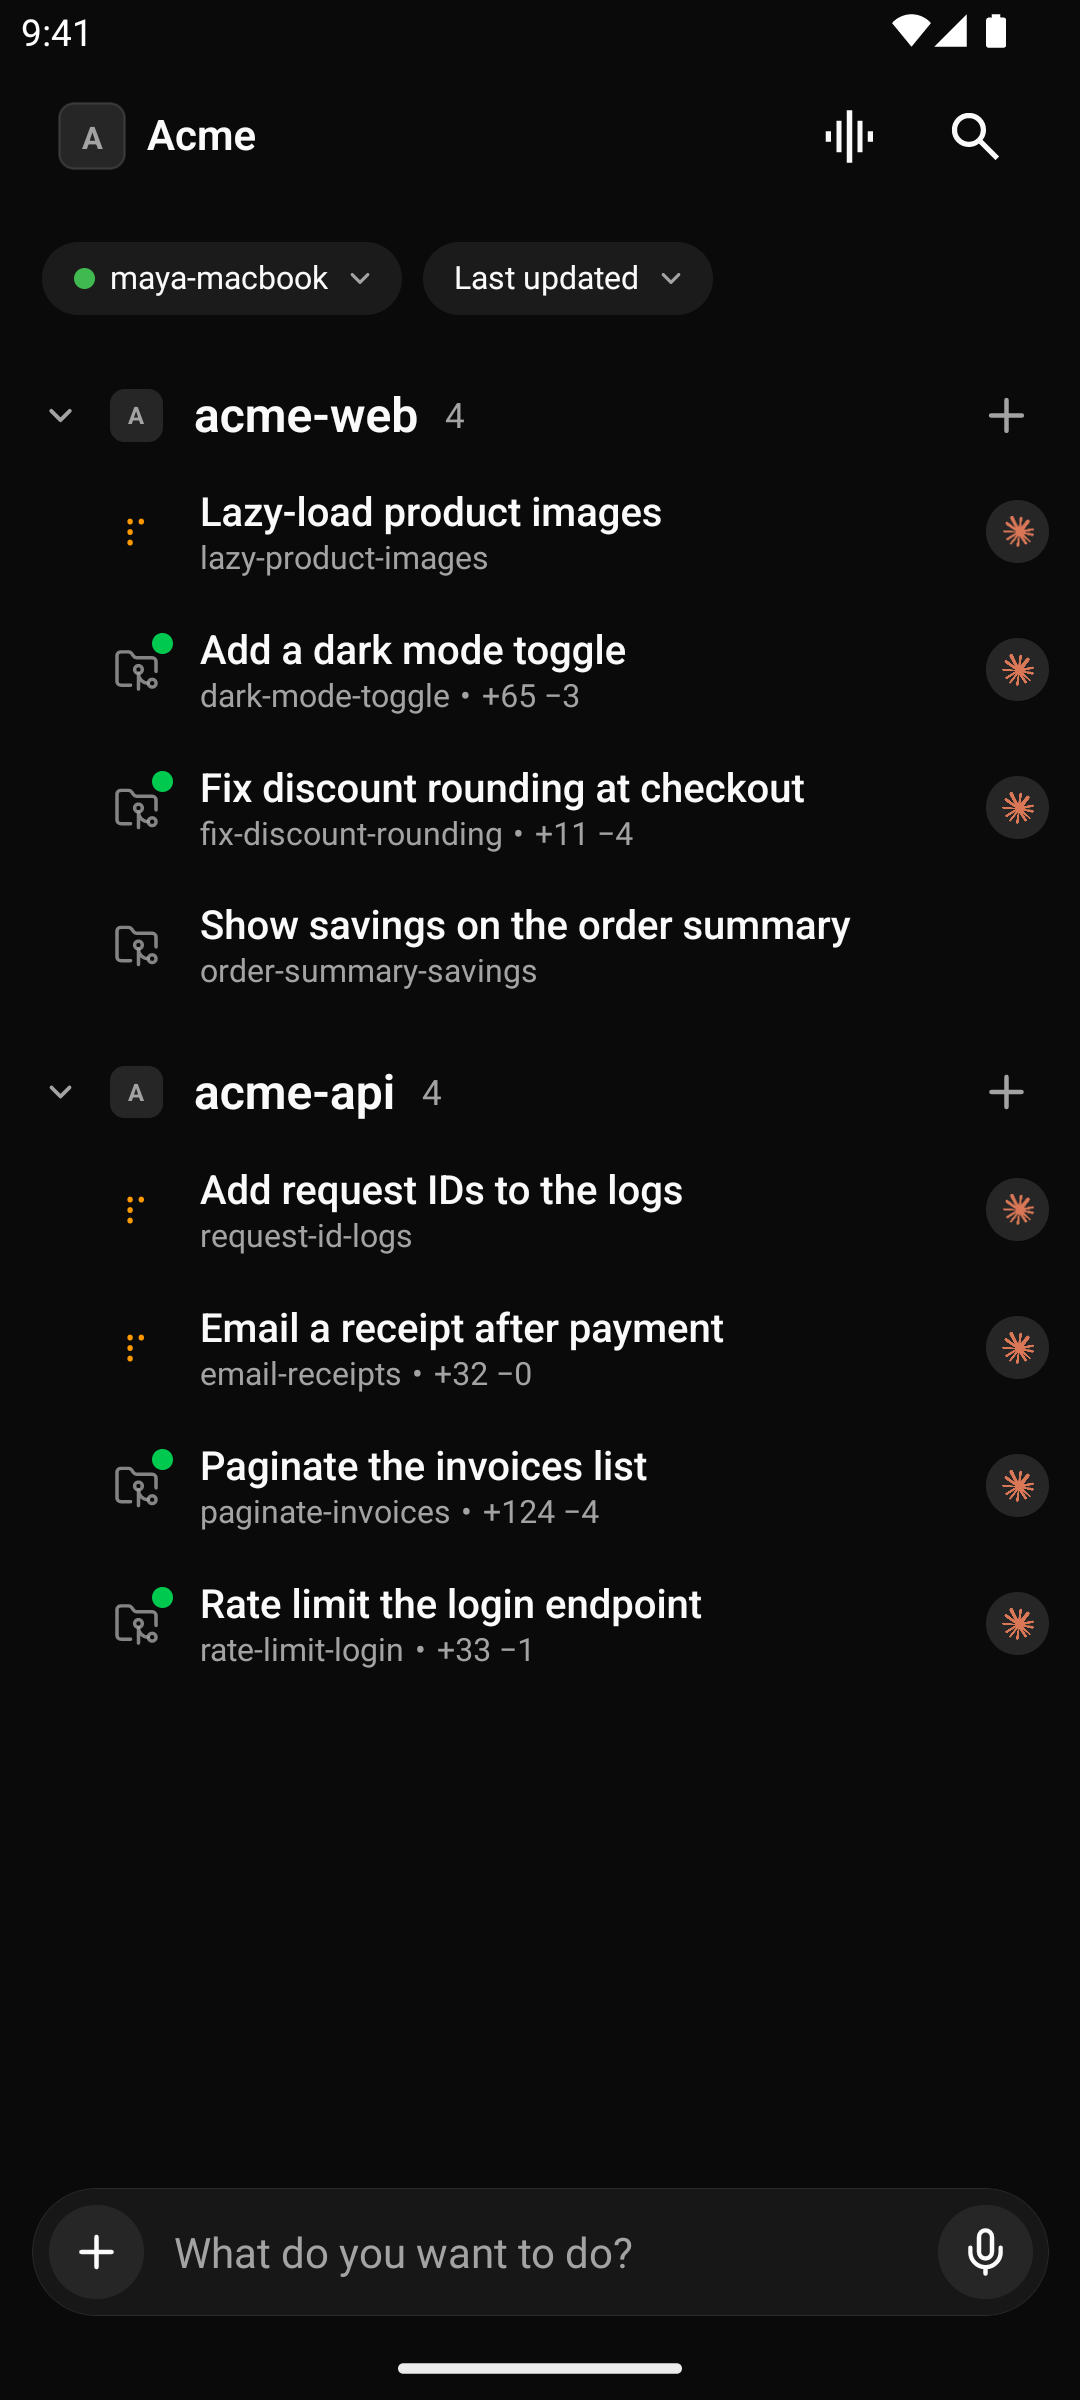 9:41
A Acme
maya-macbook
Last updated
A acme-web 4
Lazy-load product images
lazy-product-images
Add a dark mode toggle
dark-mode-toggle • +65 −3
Fix discount rounding at checkout
fix-discount-rounding • +11 −4
Show savings on the order summary
order-summary-savings
A acme-api 4
Add request IDs to the logs
request-id-logs
Email a receipt after payment
email-receipts • +32 −0
Paginate the invoices list
paginate-invoices • +124 −4
Rate limit the login endpoint
rate-limit-login • +33 −1
What do you want to do?